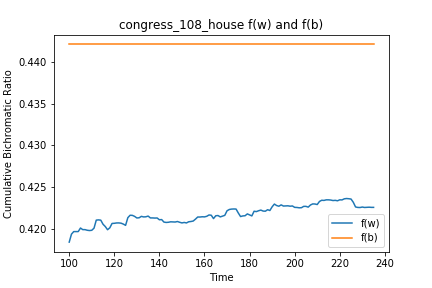 congress_108_house f(w) and f(b)
Cumulative Bichromatic Ratio
0.440
0.435
0.430
0.425
0.420
f(w)
f(b)
100 120 140 160 180 200 220 240
Time